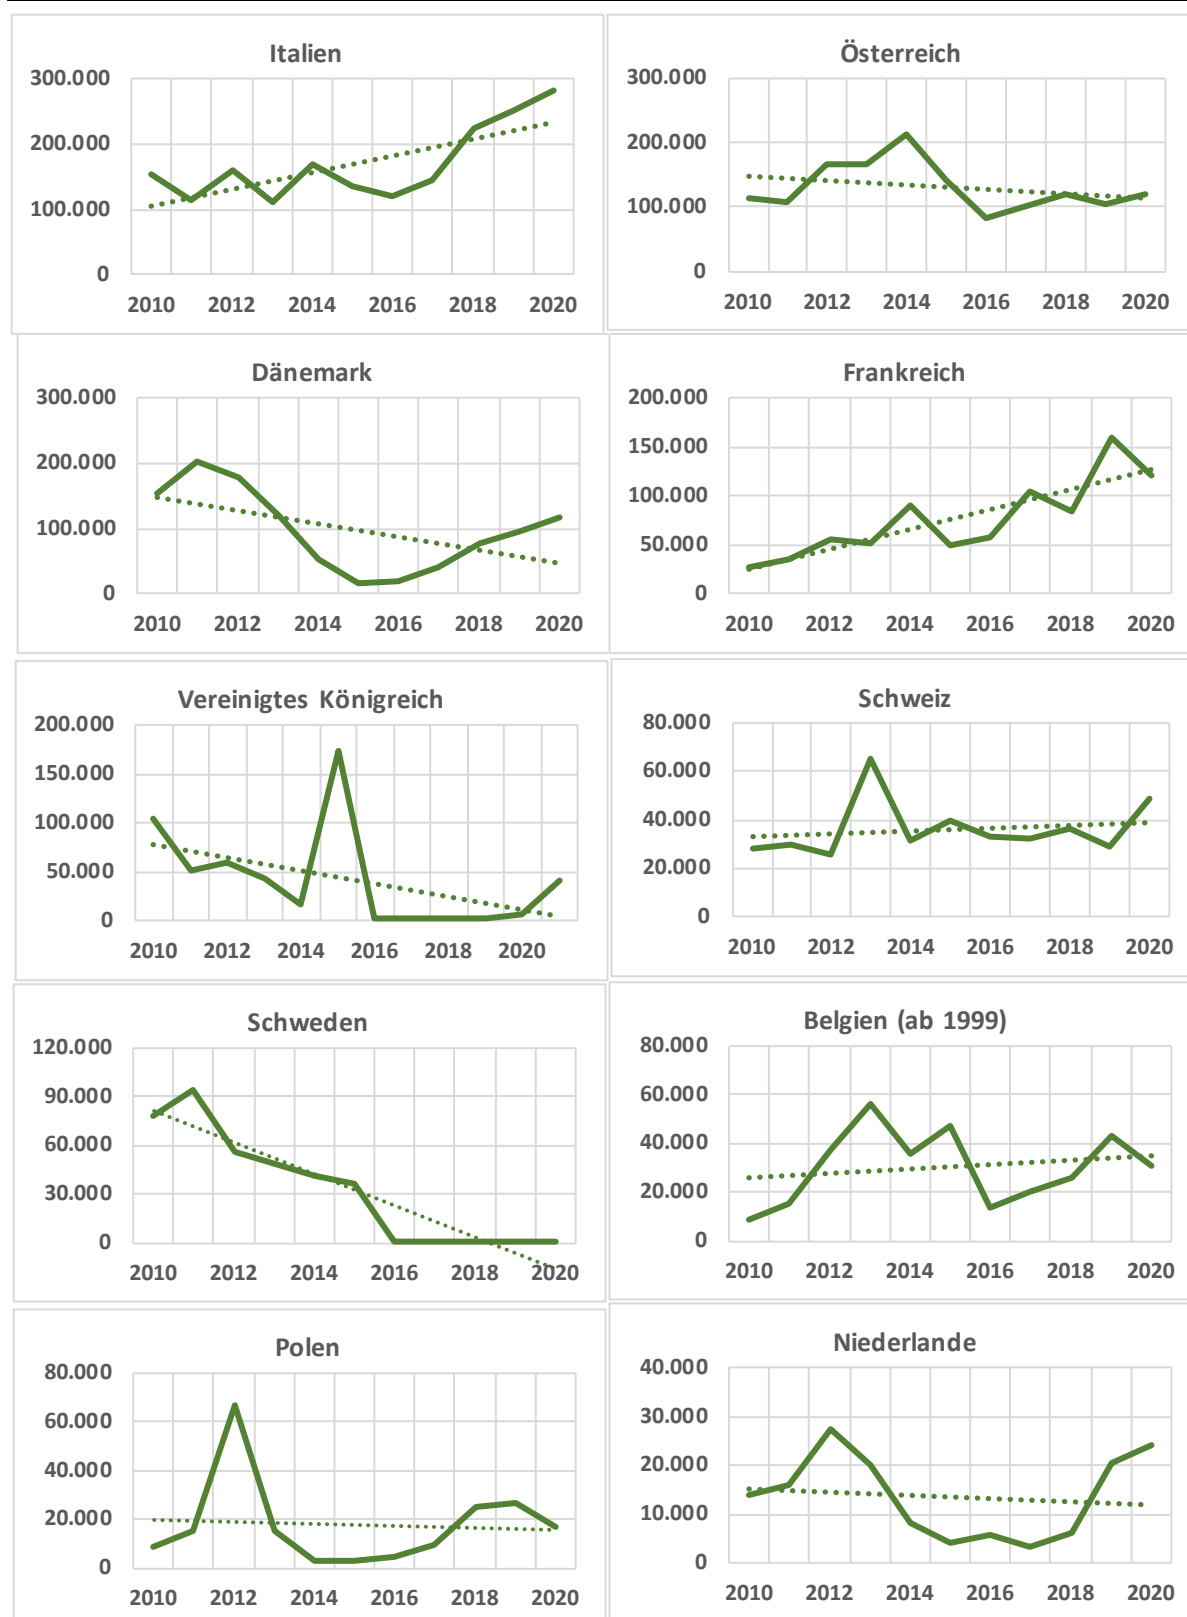 Italien
300.000
200.000
100.000
0
2010 2012 2014 2016 2018 2020
Österreich
300.000
200.000
100.000
0
2010 2012 2014 2016 2018 2020
Dänemark
300.000
200.000
100.000
0
2010 2012 2014 2016 2018 2020
Frankreich
200.000
150.000
100.000
50.000
0
2010 2012 2014 2016 2018 2020
Vereinigtes Königreich
200.000
150.000
100.000
50.000
0
2010 2012 2014 2016 2018 2020
Schweiz
80.000
60.000
40.000
20.000
0
2010 2012 2014 2016 2018 2020
Schweden
120.000
90.000
60.000
30.000
0
2010 2012 2014 2016 2018 2020
Belgien (ab 1999)
80.000
60.000
40.000
20.000
0
2010 2012 2014 2016 2018 2020
Polen
80.000
60.000
40.000
20.000
0
2010 2012 2014 2016 2018 2020
Niederlande
40.000
30.000
20.000
10.000
0
2010 2012 2014 2016 2018 2020